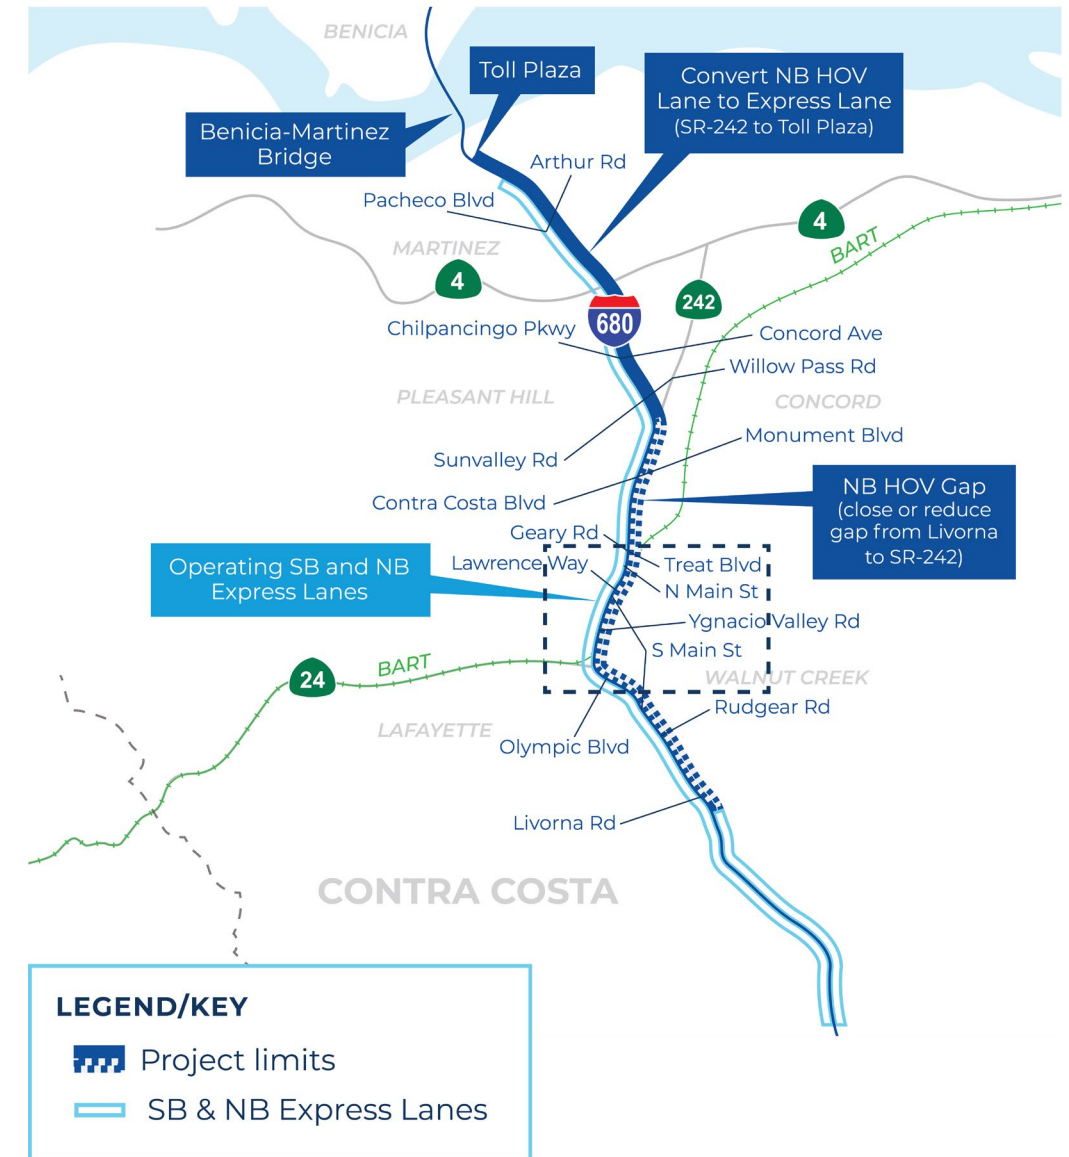 BENICIA
Toll Plaza
Convert NB HOV
Lane to Express Lane
(SR-242 to Toll Plaza)
Benicia-Martinez
Bridge
Arthur Rd
Pacheco Blvd
MARTINEZ
4
BART
4
242
680
Chilpancingo Pkwy
Concord Ave
Willow Pass Rd
PLEASANT HILL
CONCORD
Monument Blvd
Sunvalley Rd
NB HOV Gap
(close or reduce
gap from Livorna
to SR-242)
Contra Costa Blvd
Geary Rd
Lawrence Way
Treat Blvd
Operating SB and NB
Express Lanes
N Main St
Ygnacio Valley Rd
S Main St
BART
24
WALNUT CREEK
Rudgear Rd
LAFAYETTE
Olympic Blvd
Livorna Rd
CONTRA COSTA
LEGEND/KEY
Project limits
SB & NB Express Lanes